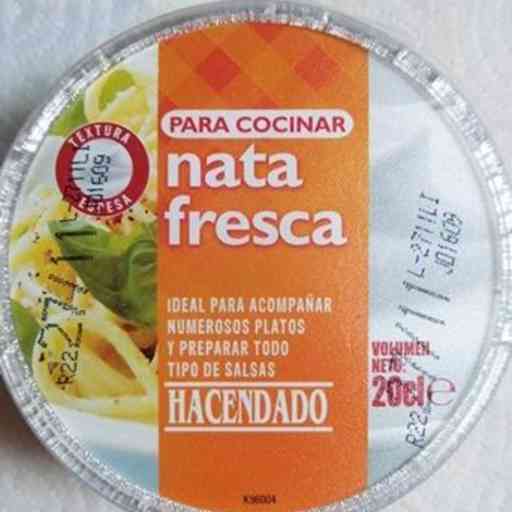 PARA COCINAR
nata
fresca
TEXTURA
ESPESA
IDEAL PARA ACOMPAÑAR
NUMEROSOS PLATOS
Y PREPARAR TODO
TIPO DE SALSAS
HACENDADO
VOLUMEN
NETO:
20cl e
L-2711LI
K96004